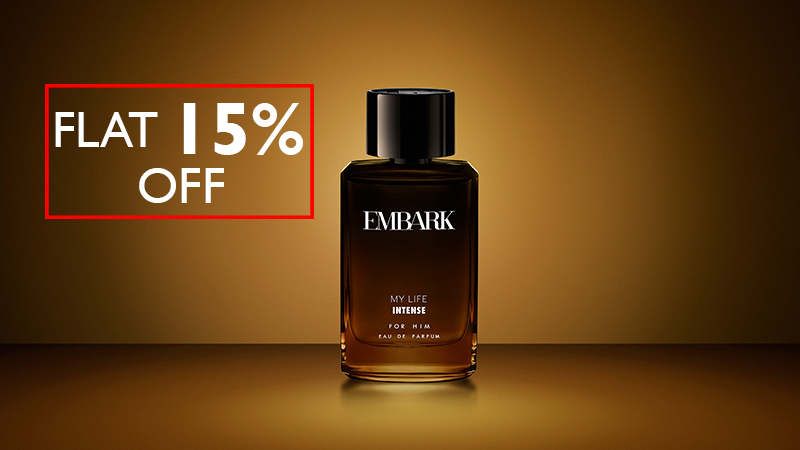 FLAT 15%
OFF
EMBARK
MY LIFE
INTENSE
FOR HIM
EAU DE PARFUM